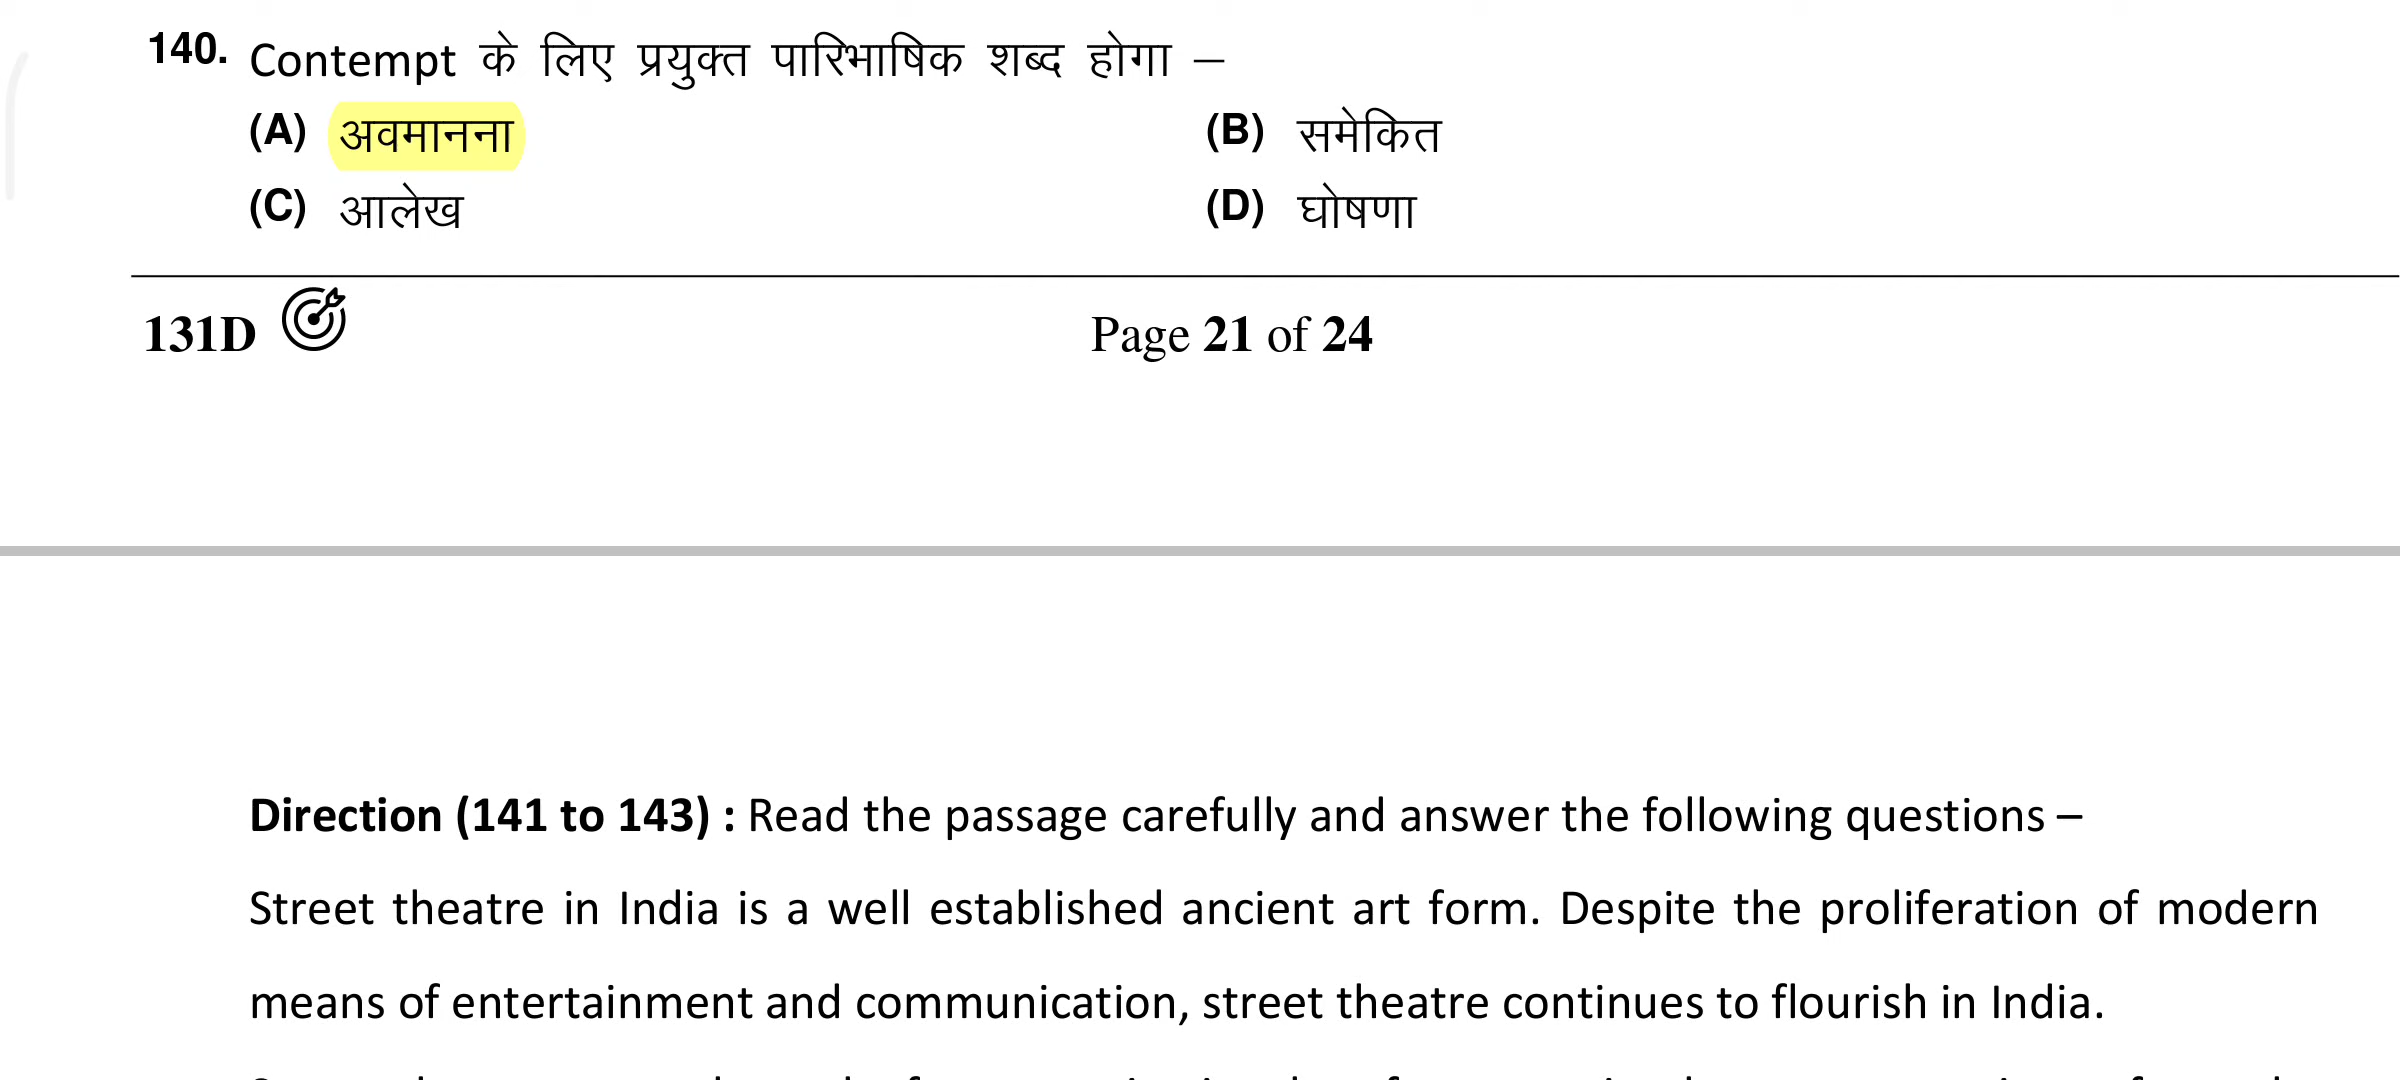 140. Contempt के लिए प्रयुक्त पारिभाषिक शब्द होगा –
(A) अवमानना (B) समेकित
(C) आलेख (D) घोषणा
131D Page 21 of 24
Direction (141 to 143) : Read the passage carefully and answer the following questions –
Street theatre in India is a well established ancient art form. Despite the proliferation of modern
means of entertainment and communication, street theatre continues to flourish in India.